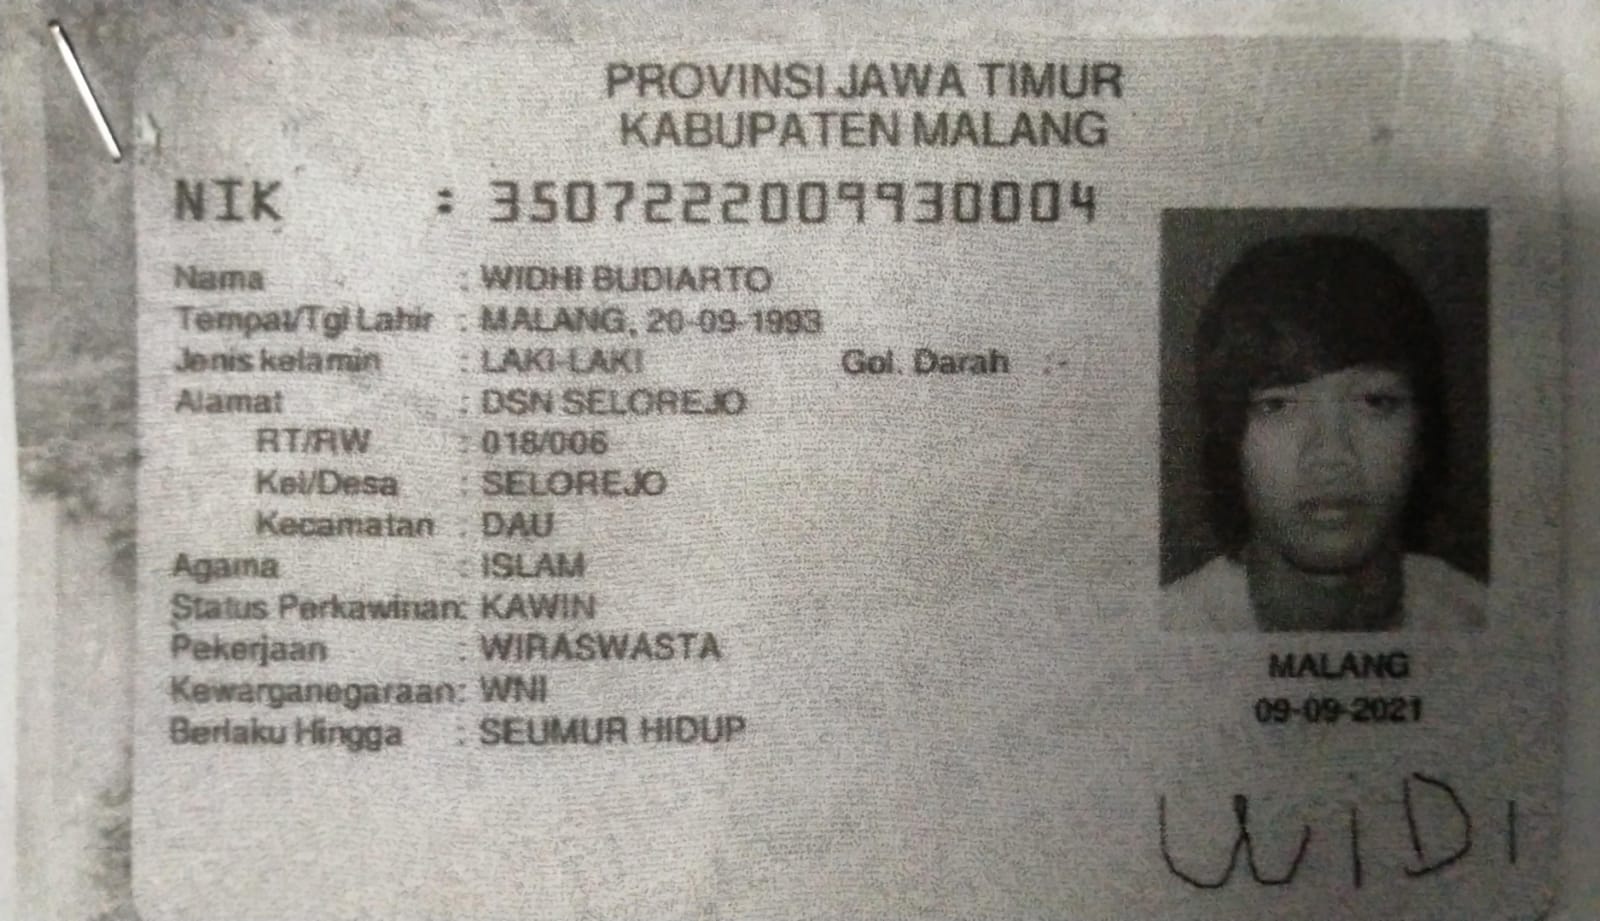 PROVINSI JAWA TIMUR
KABUPATEN MALANG
NIK : 3507222009930004
Nama : WIDHI BUDIARTO
Tempat/Tgl Lahir : MALANG, 20-09-1993
Jenis kelamin : LAKI-LAKI Gol. Darah : -
Alamat : DSN SELOREJO
RT/RW : 018/006
Kel/Desa : SELOREJO
Kecamatan : DAU
Agama : ISLAM
Status Perkawinan: KAWIN
Pekerjaan : WIRASWASTA
Kewarganegaraan: WNI
Berlaku Hingga : SEUMUR HIDUP
MALANG
09-09-2021
WIDI